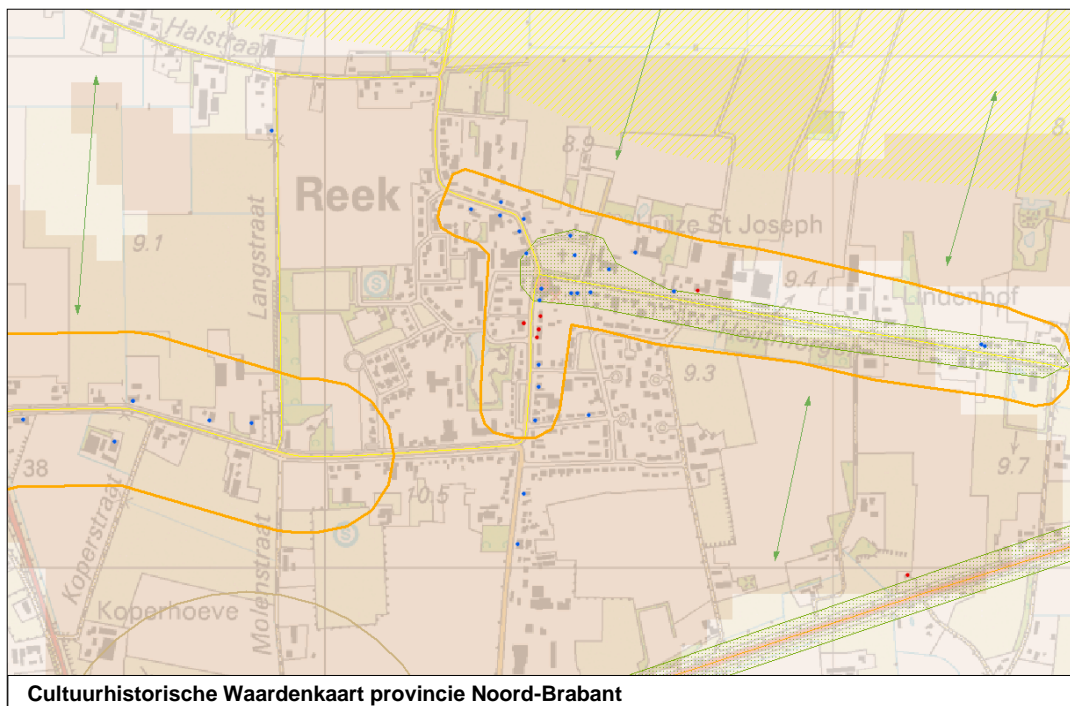 Halstraat
8.9
8.
Reek
Langstraat
Huize St Joseph
9.1
9.4
Lindenhof
S
9.3
38
10.5
9.7
S
Koperstraat
Molenstraat
Koperhoeve
Cultuurhistorische Waardenkaart provincie Noord-Brabant